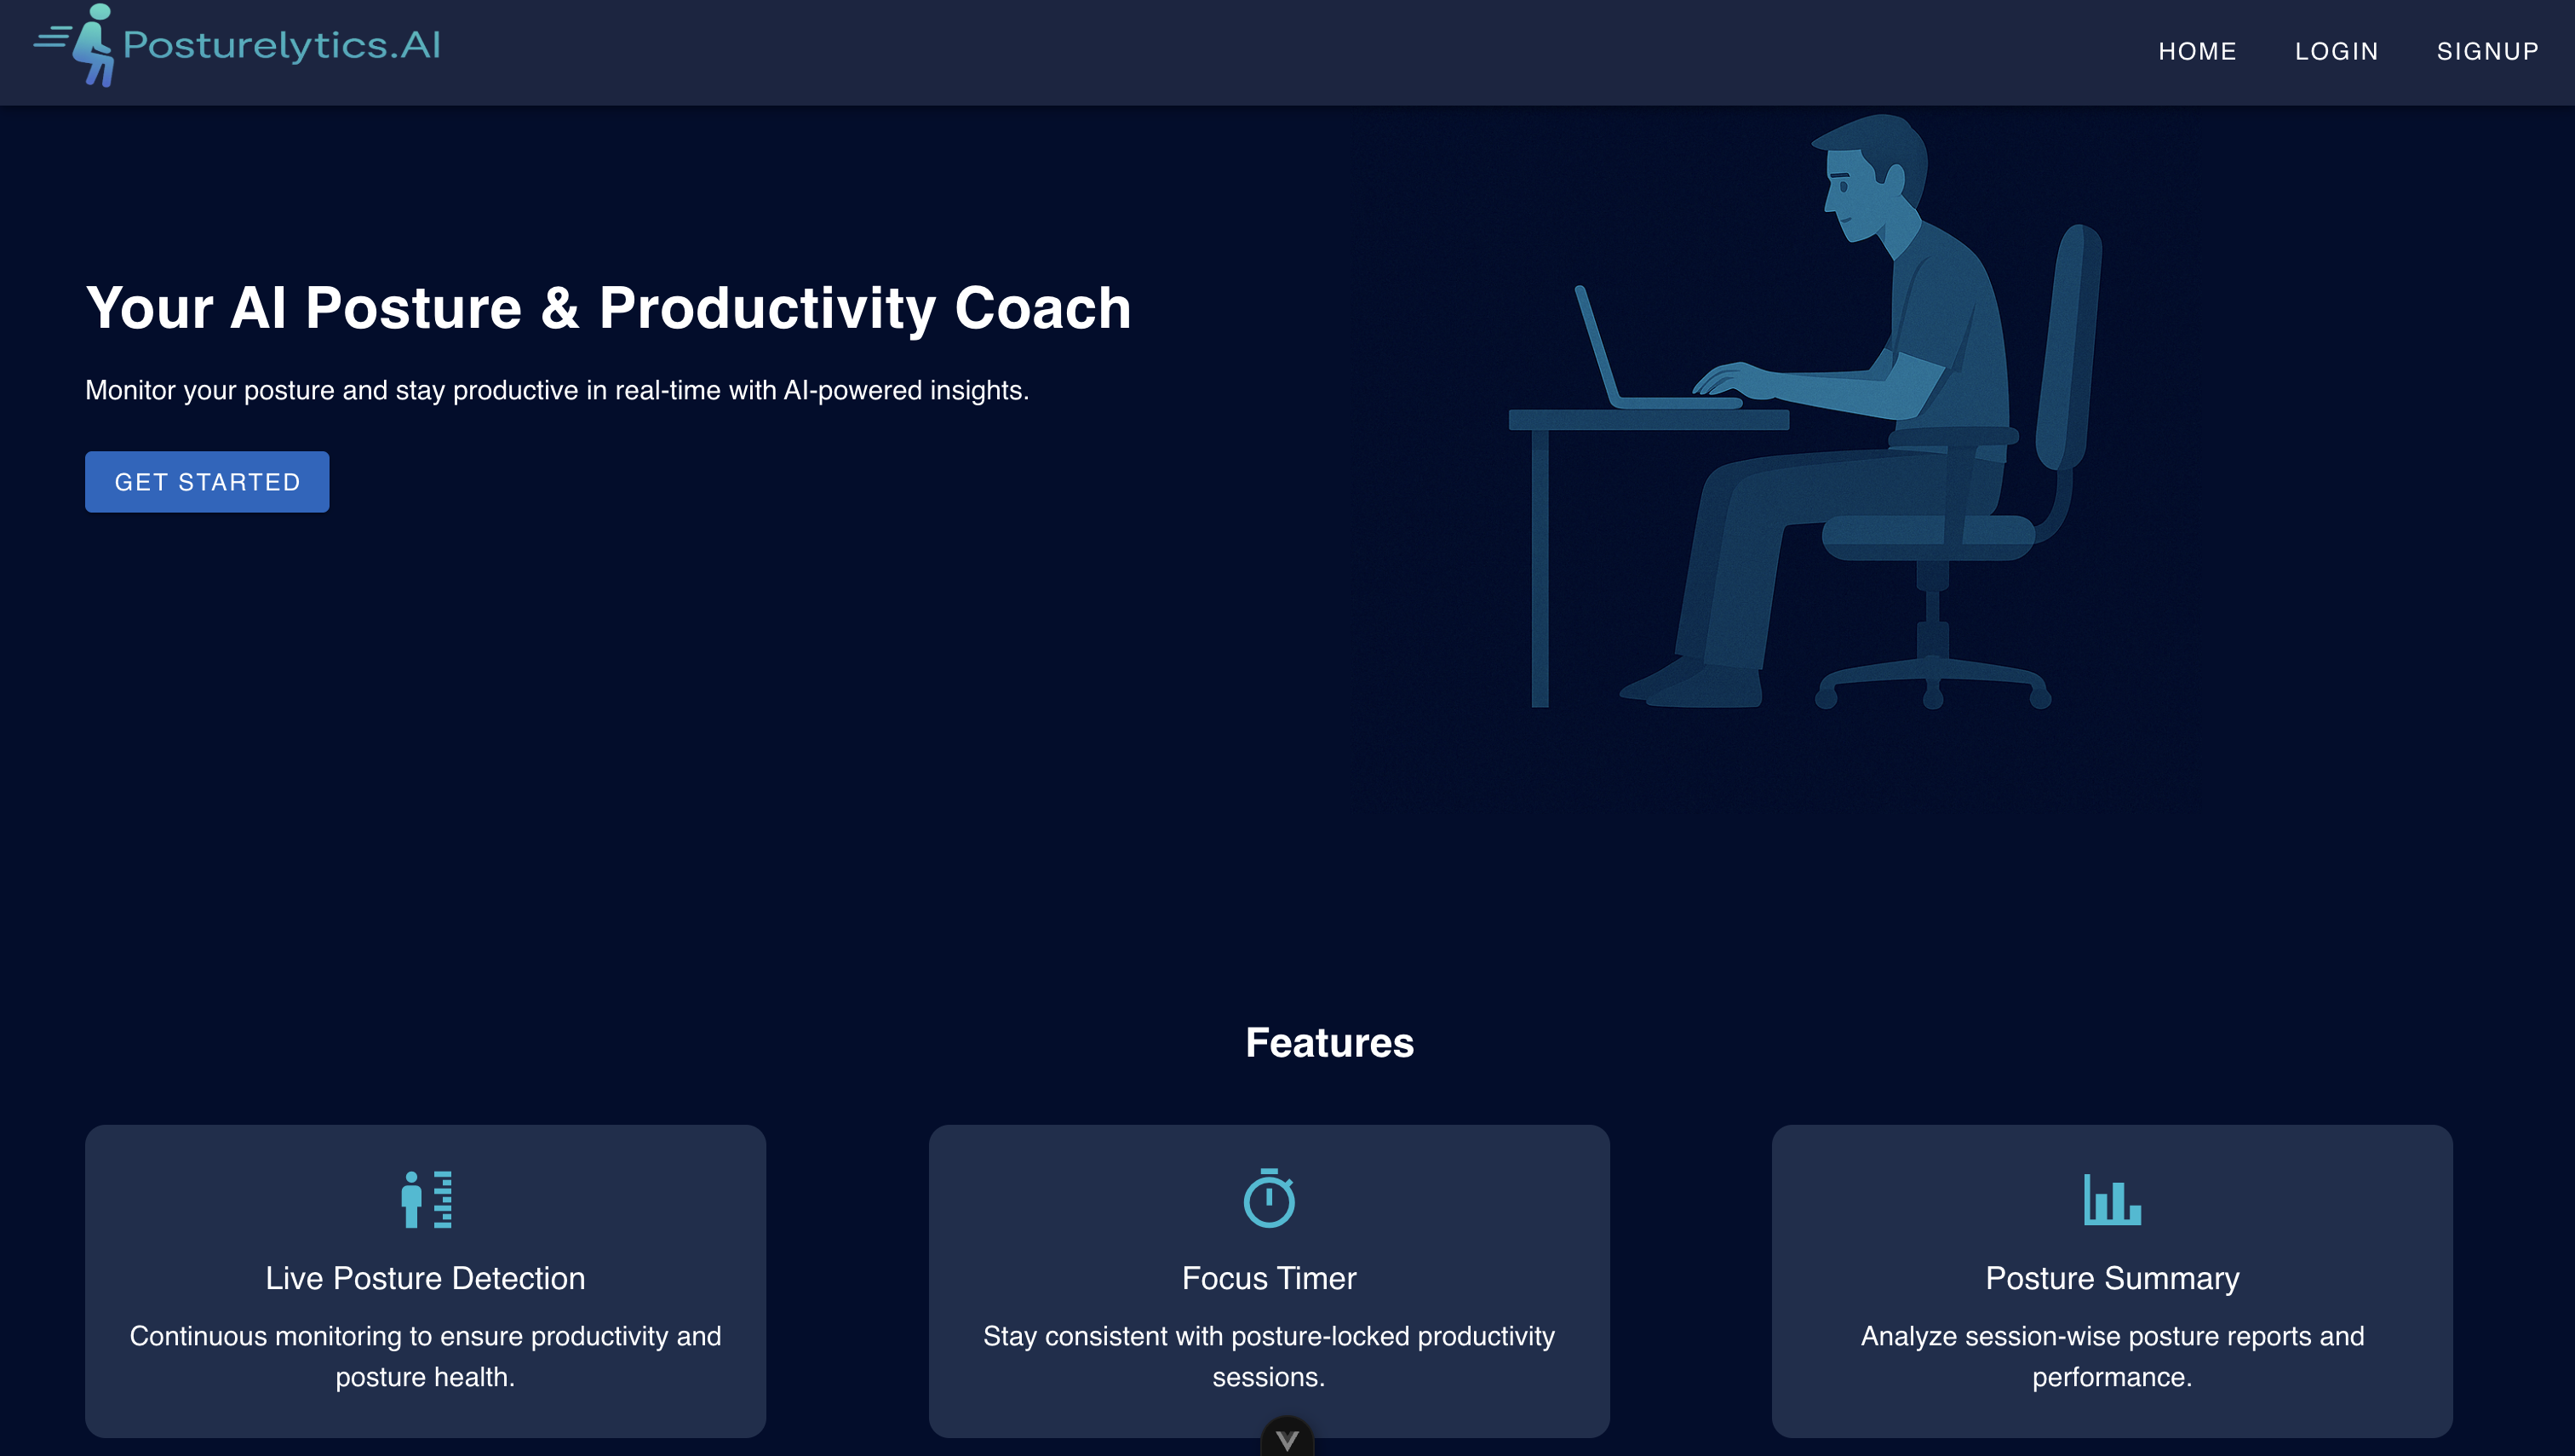 Posturelytics.AI
HOME LOGIN SIGNUP
Your AI Posture & Productivity Coach
Monitor your posture and stay productive in real-time with AI-powered insights.
GET STARTED
Features
Live Posture Detection
Continuous monitoring to ensure productivity and
posture health.
Focus Timer
Stay consistent with posture-locked productivity
sessions.
Posture Summary
Analyze session-wise posture reports and
performance.